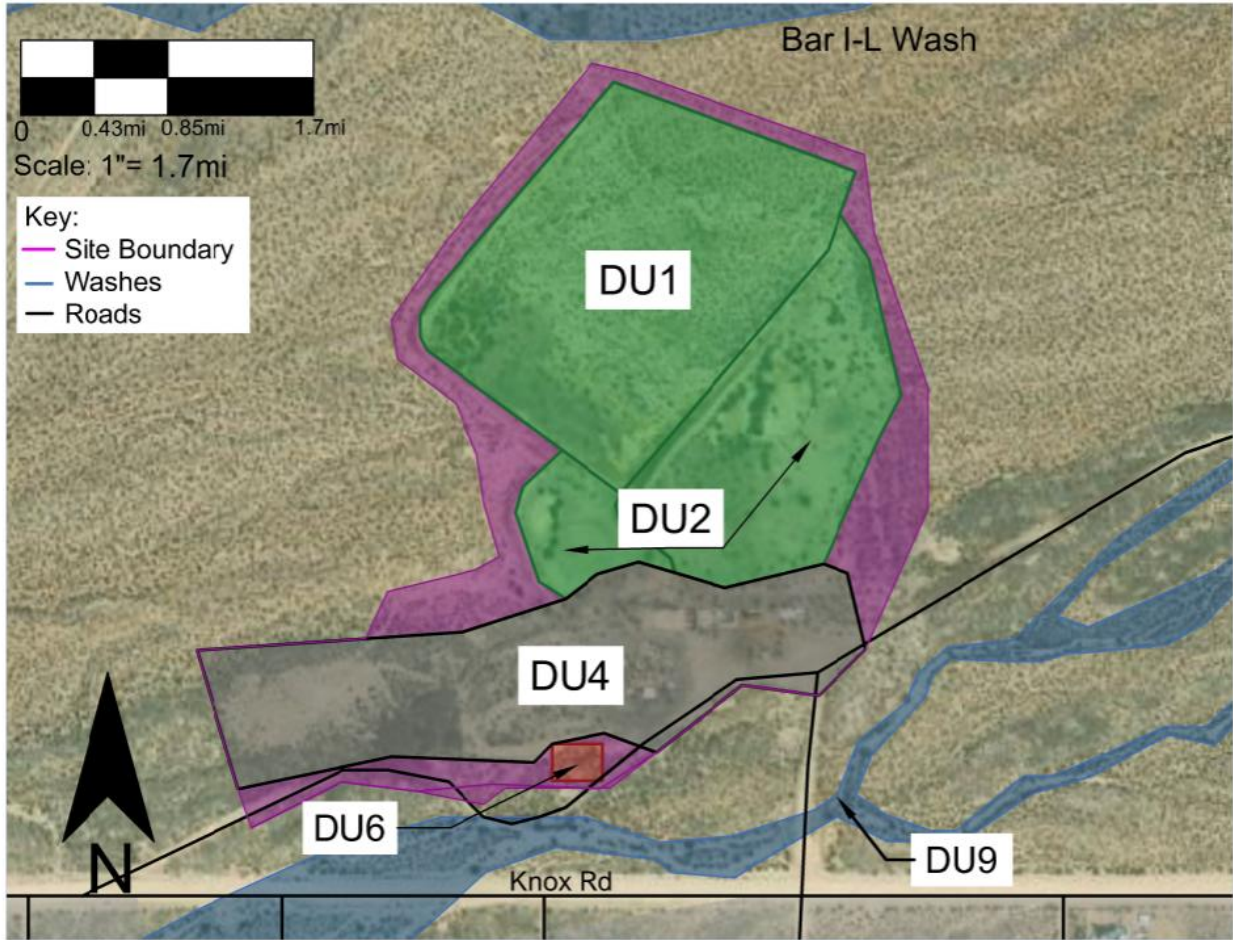 Bar I-L Wash
0 0.43mi 0.85mi 1.7mi
Scale: 1"= 1.7mi
Key:
Site Boundary
Washes
Roads
DU1
DU2
DU4
DU6
DU9
N
Knox Rd